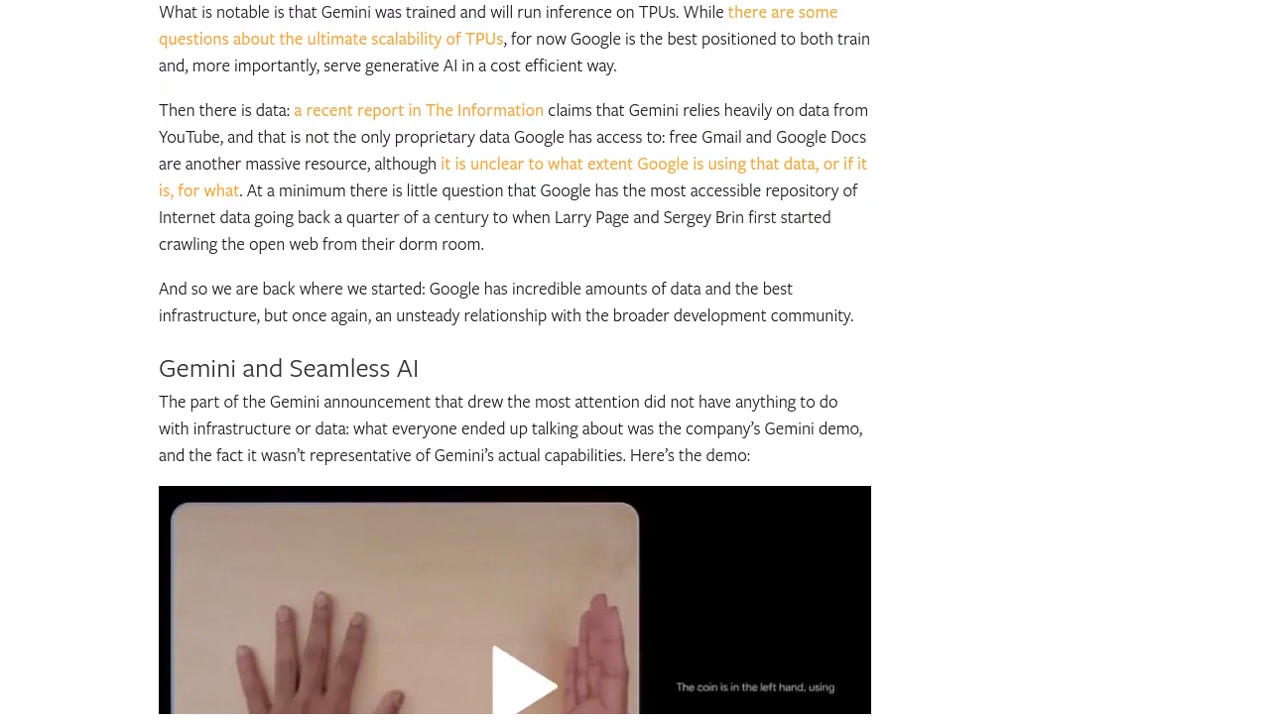 What is notable is that Gemini was trained and will run inference on TPUs. While there are some
questions about the ultimate scalability of TPUs, for now Google is the best positioned to both train
and, more importantly, serve generative AI in a cost efficient way.
Then there is data: a recent report in The Information claims that Gemini relies heavily on data from
YouTube, and that is not the only proprietary data Google has access to: free Gmail and Google Docs
are another massive resource, although it is unclear to what extent Google is using that data, or if it
is, for what. At a minimum there is little question that Google has the most accessible repository of
Internet data going back a quarter of a century to when Larry Page and Sergey Brin first started
crawling the open web from their dorm room.
And so we are back where we started: Google has incredible amounts of data and the best
infrastructure, but once again, an unsteady relationship with the broader development community.
Gemini and Seamless AI
The part of the Gemini announcement that drew the most attention did not have anything to do
with infrastructure or data: what everyone ended up talking about was the company’s Gemini demo,
and the fact it wasn’t representative of Gemini’s actual capabilities. Here’s the demo:
The coin is in the left hand, using